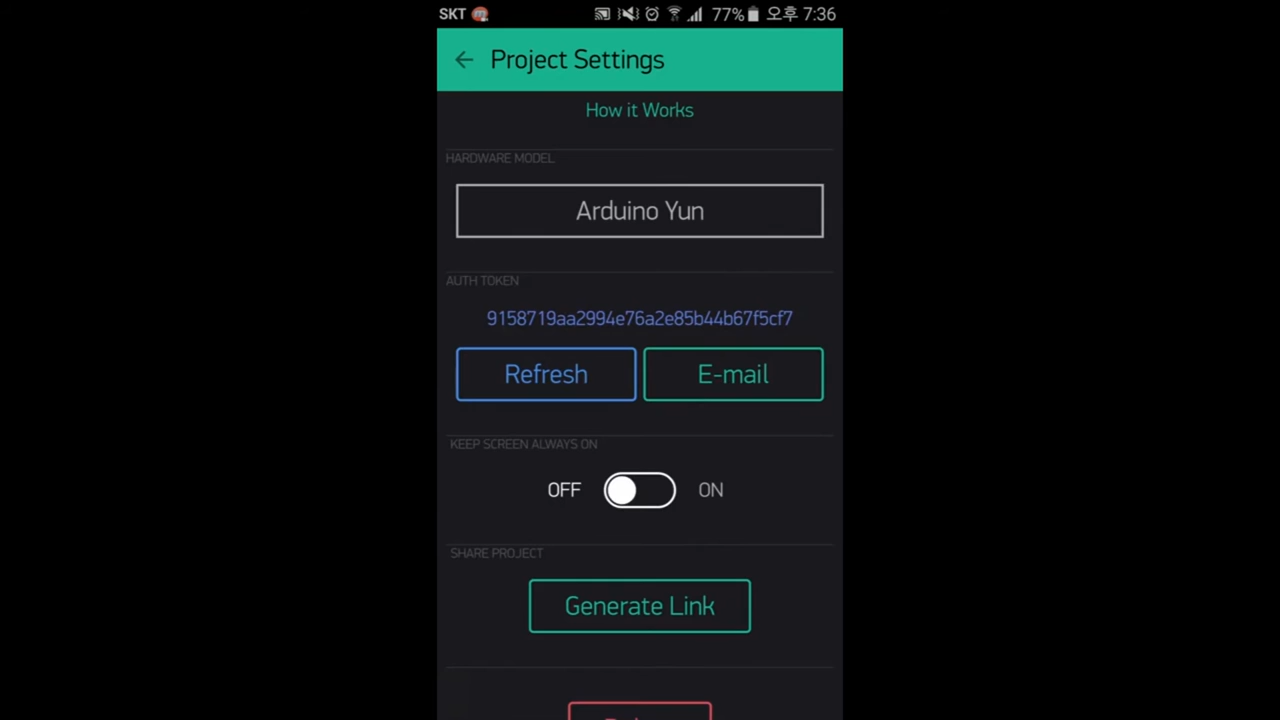 SKT 77% 오후 7:36
Project Settings
How it Works
HARDWARE MODEL
Arduino Yun
AUTH TOKEN
9158719aa2994e76a2e85b44b67f5cf7
Refresh E-mail
KEEP SCREEN ALWAYS ON
OFF ON
SHARE PROJECT
Generate Link